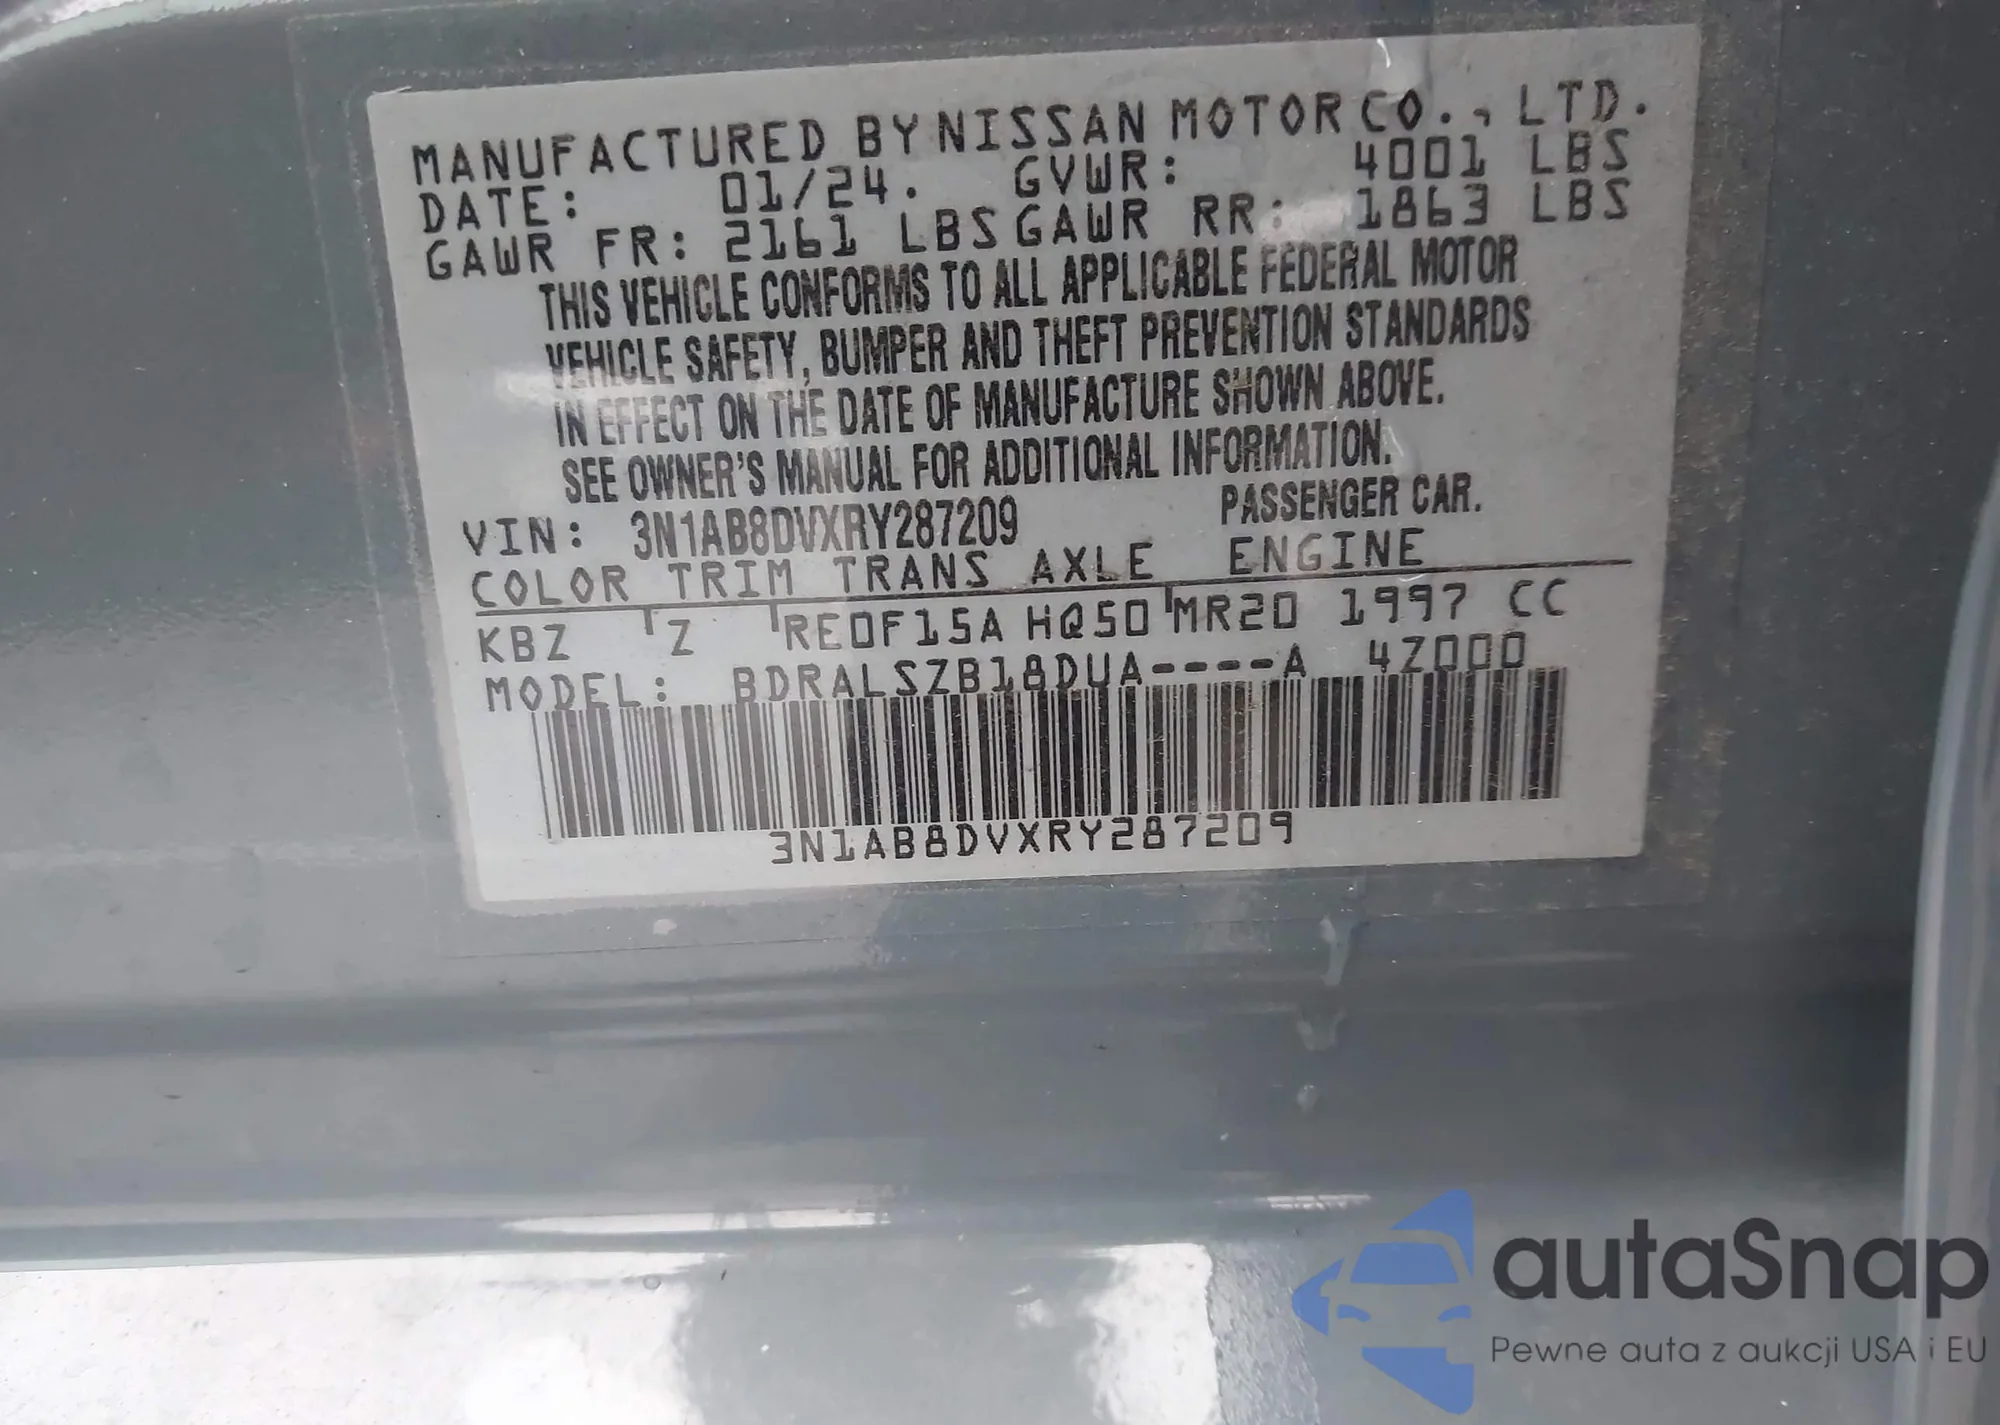 MANUFACTURED BY NISSAN MOTOR CO., LTD.
DATE: 01/24. GVWR: 4001 LBS
GAWR FR: 2161 LBS GAWR RR: 1863 LBS
THIS VEHICLE CONFORMS TO ALL APPLICABLE FEDERAL MOTOR
VEHICLE SAFETY, BUMPER AND THEFT PREVENTION STANDARDS
IN EFFECT ON THE DATE OF MANUFACTURE SHOWN ABOVE.
SEE OWNER'S MANUAL FOR ADDITIONAL INFORMATION.
VIN: 3N1AB8DVXRY287209 PASSENGER CAR.
COLOR TRIM TRANS AXLE ENGINE
KBZ Z RE0F15A HQ50 MR20 1997 CC
MODEL: BDRALSZB18DUA----A 4Z000
3N1AB8DVXRY287209
autaSnap
Pewne auta z aukcji USA i EU